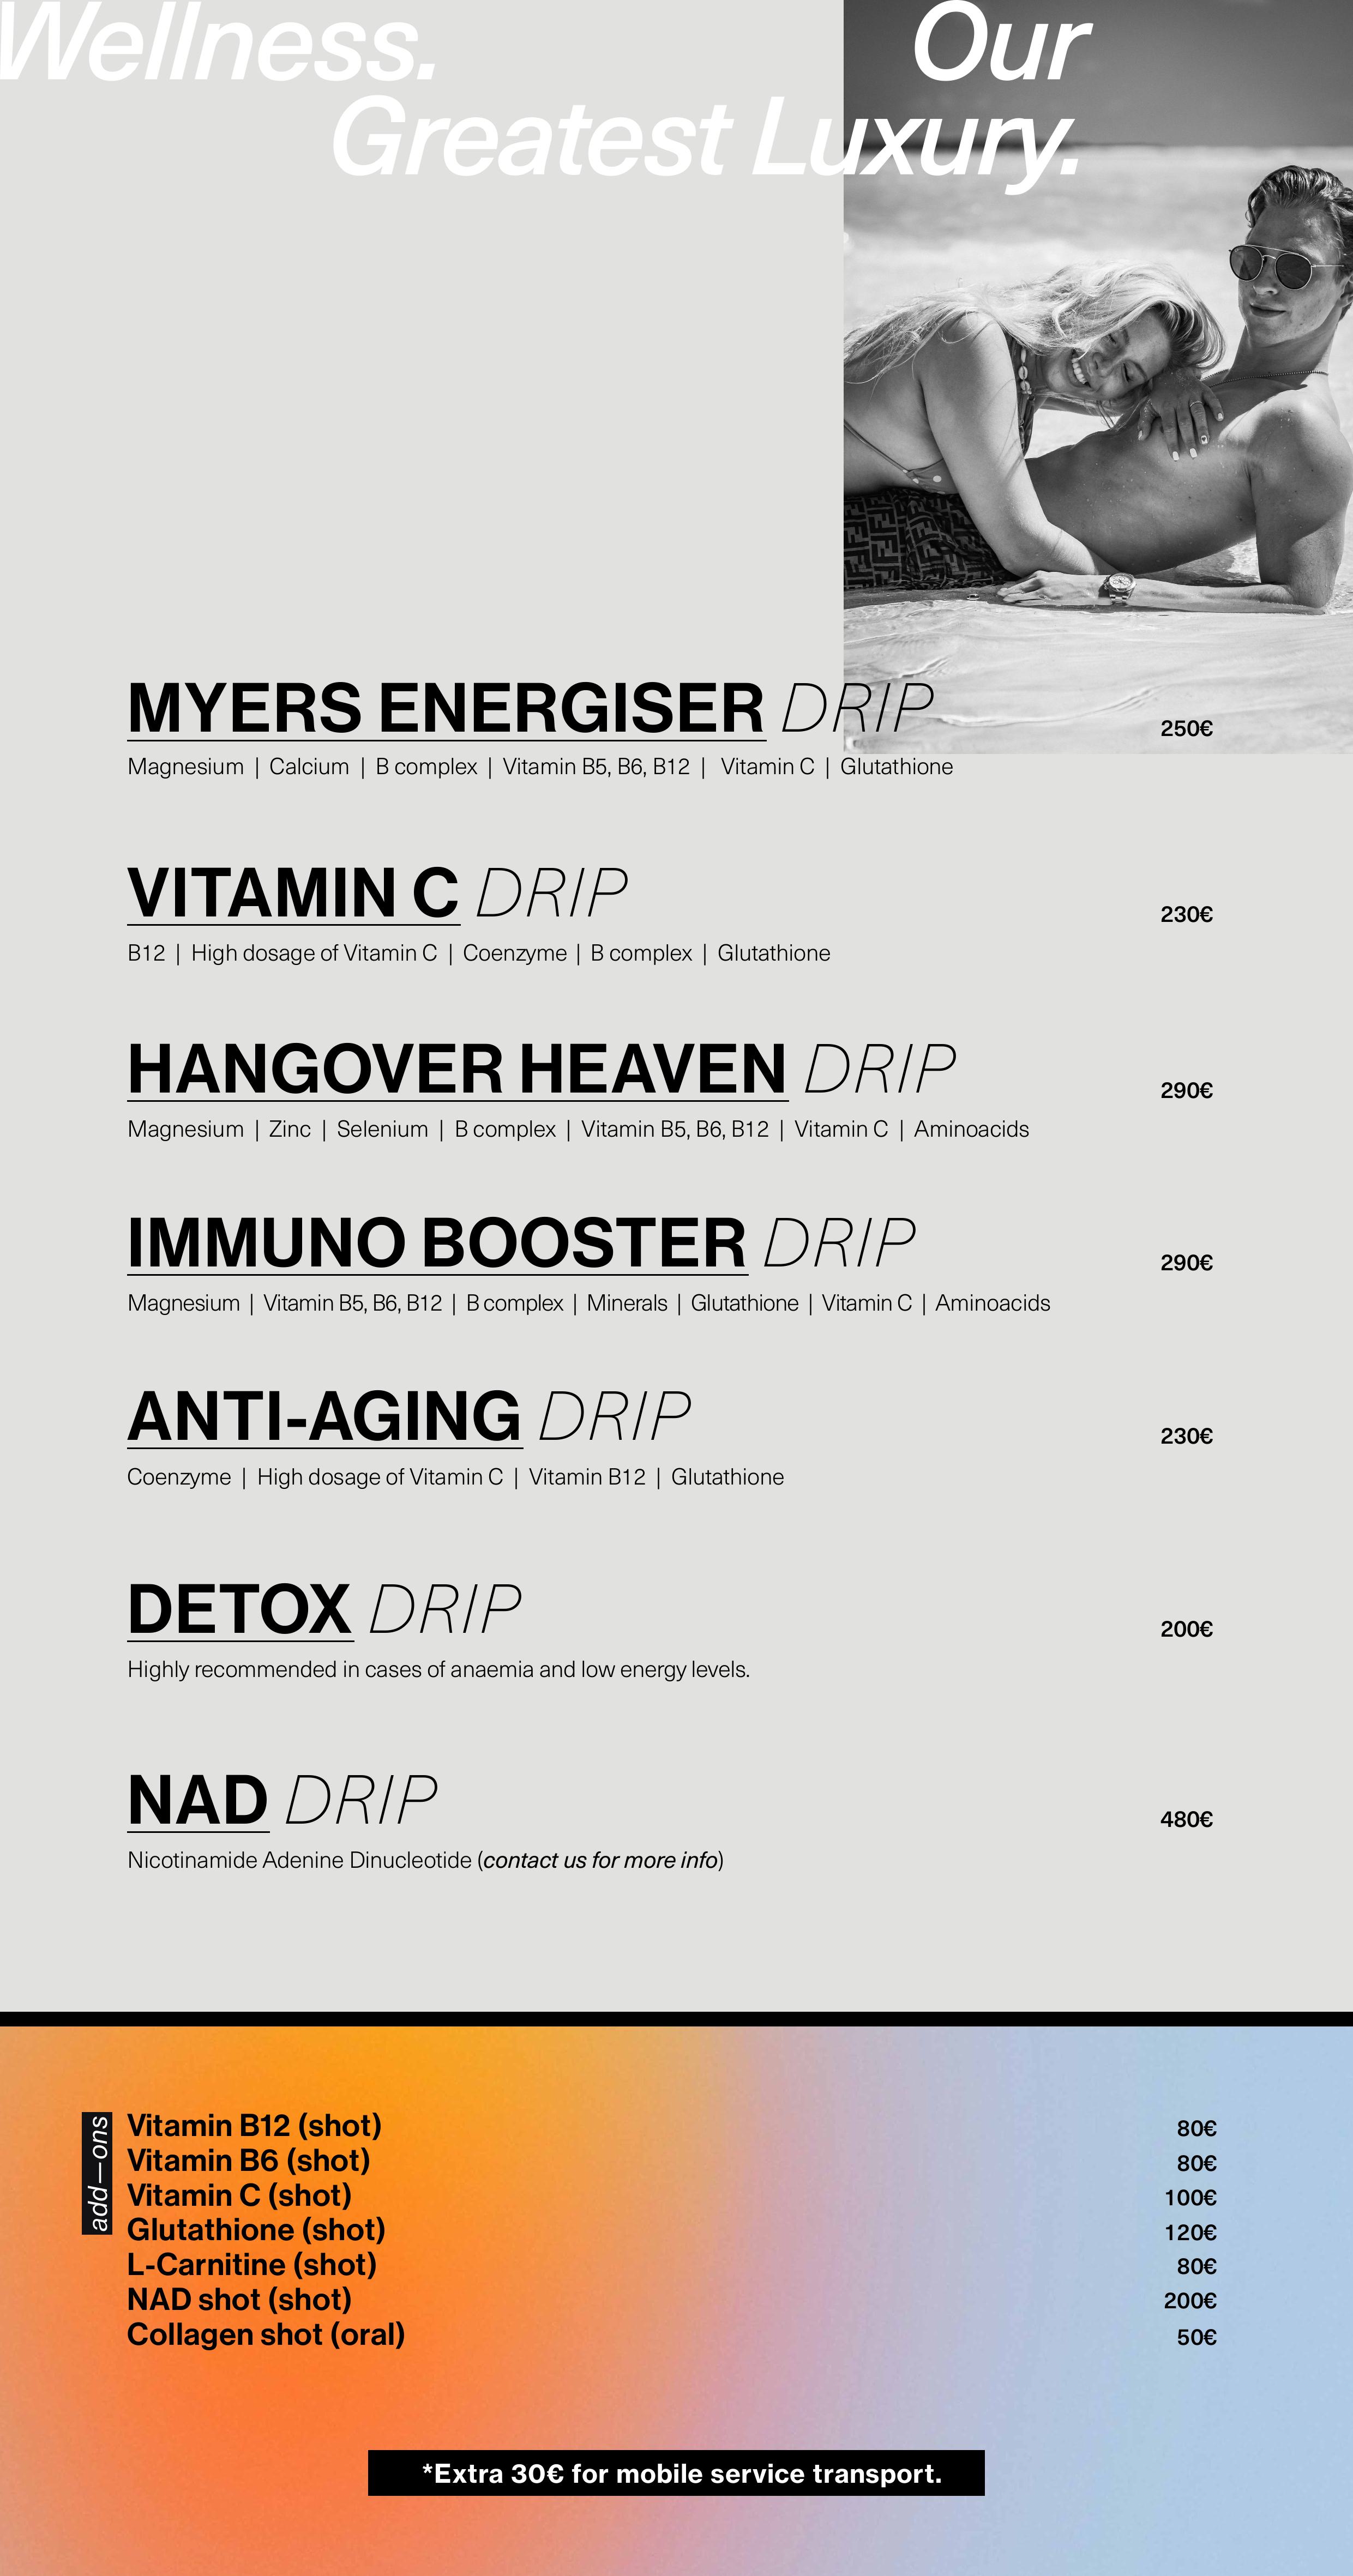 Wellness. Our
Greatest Luxury.
MYERS ENERGISER DRIP 250€
Magnesium | Calcium | B complex | Vitamin B5, B6, B12 | Vitamin C | Glutathione
VITAMIN C DRIP 230€
B12 | High dosage of Vitamin C | Coenzyme | B complex | Glutathione
HANGOVER HEAVEN DRIP 290€
Magnesium | Zinc | Selenium | B complex | Vitamin B5, B6, B12 | Vitamin C | Aminoacids
IMMUNO BOOSTER DRIP 290€
Magnesium | Vitamin B5, B6, B12 | B complex | Minerals | Glutathione | Vitamin C | Aminoacids
ANTI-AGING DRIP 230€
Coenzyme | High dosage of Vitamin C | Vitamin B12 | Glutathione
DETOX DRIP 200€
Highly recommended in cases of anaemia and low energy levels.
NAD DRIP 480€
Nicotinamide Adenine Dinucleotide (contact us for more info)
add—ons
Vitamin B12 (shot) 80€
Vitamin B6 (shot) 80€
Vitamin C (shot) 100€
Glutathione (shot) 120€
L-Carnitine (shot) 80€
NAD shot (shot) 200€
Collagen shot (oral) 50€
*Extra 30€ for mobile service transport.